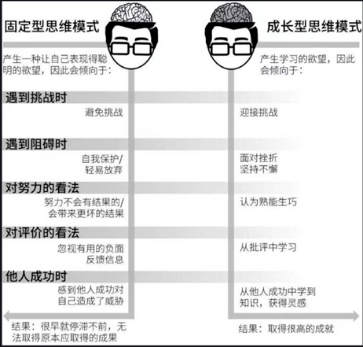 固定型思维模式
成长型思维模式
产生一种让自己表现得聪
明的欲望，因此会倾向于：
产生学习的欲望，因此
会倾向于：
遇到挑战时
避免挑战
迎接挑战
遇到阻碍时
自我保护/
轻易放弃
面对挫折
坚持不懈
对努力的看法
努力不会有结果的/
会带来更坏的结果
认为熟能生巧
对评价的看法
忽视有用的负面
反馈信息
从批评中学习
他人成功时
感到他人成功对
自己造成了威胁
从他人成功中学到
知识，获得灵感
结果：很早就停滞不前，无
法取得原本应取得的成果
结果：取得很高的成就